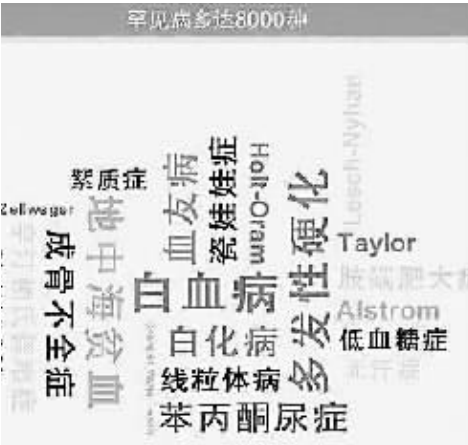 罕见病多达8000种
Lesch-Nyhan
Holt-Oram
瓷娃娃症
血友病
紫质症
Zellweger
地中海贫血
成骨不全症
多发性硬化
Taylor
白血病
肢端肥大症
Alstrom
白化病
低血糖症
线粒体病
苯丙酮尿症